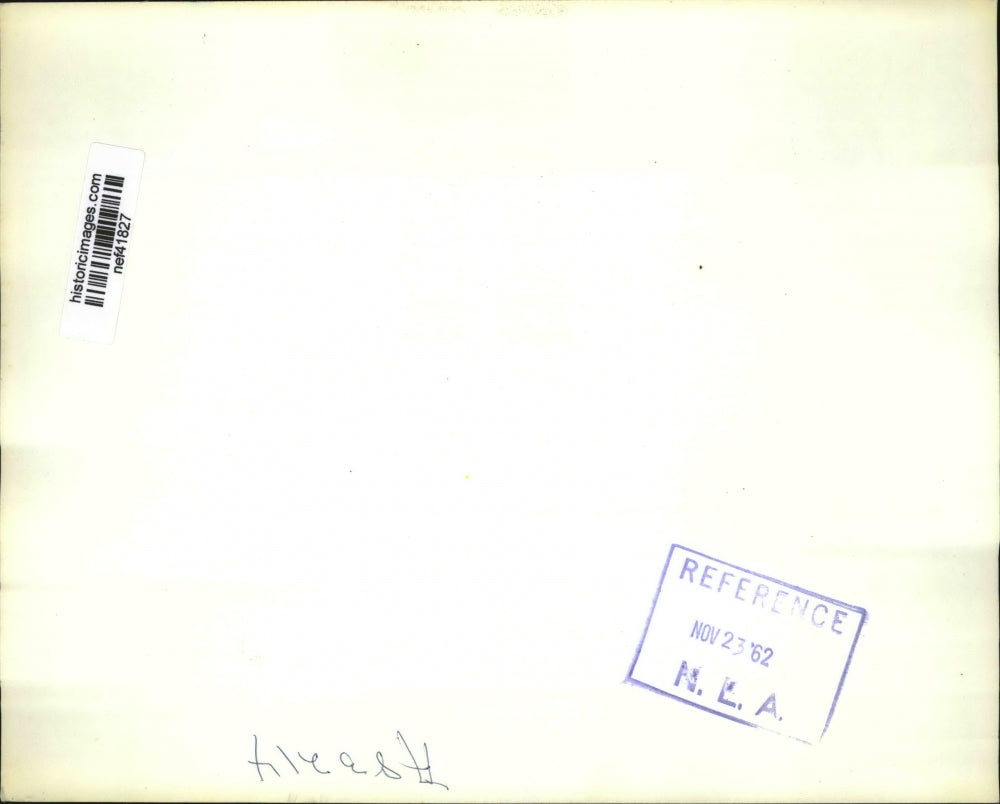 historicimages.com
nef41827
REFERENCE
NOV 23 '62
N. E. A.